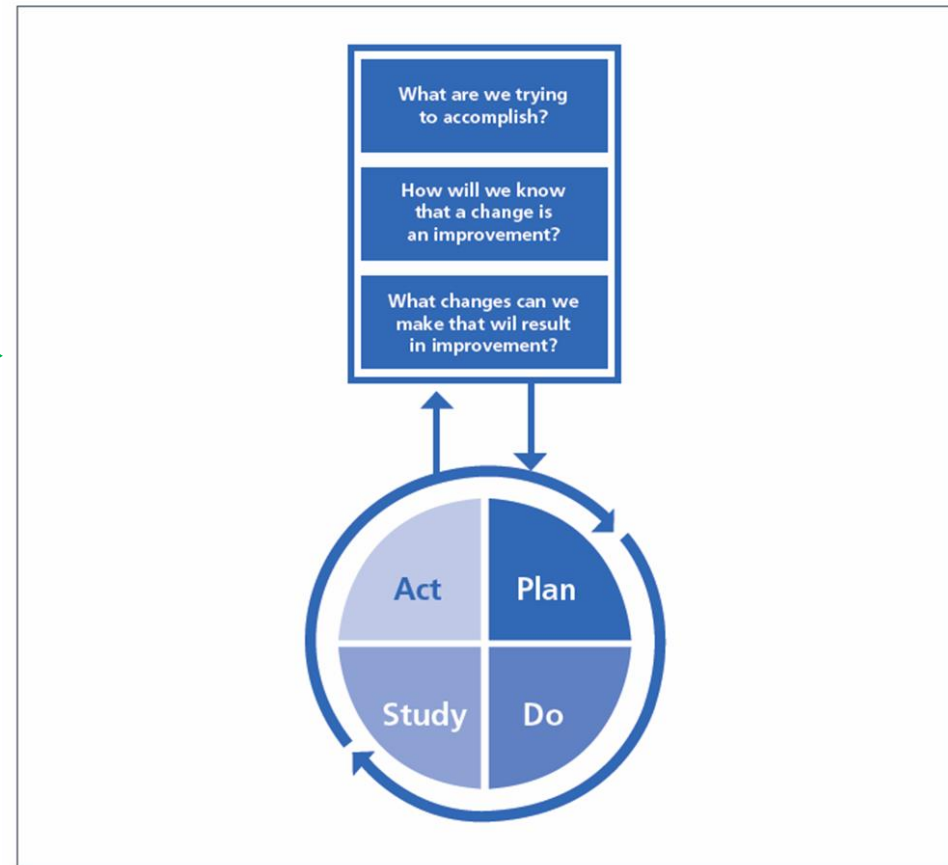 What are we trying
to accomplish?
How will we know
that a change is
an improvement?
What changes can we
make that wil result
in improvement?
Act
Plan
Study
Do